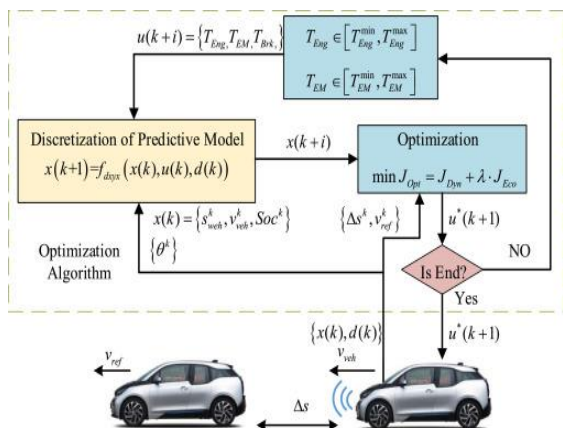 u(k+i)={T_Eng,T_EM,T_Brk,}
T_Eng∈[T_Eng^min,T_Eng^max]
T_EM∈[T_EM^min,T_EM^max]
Discretization of Predictive Model
x(k+1)=f_dxyx(x(k),u(k),d(k))
x(k+i)
Optimization
min J_Opt = J_Dyn + λ·J_Eco
x(k)={s_weh^k,v_veh^k,Soc^k}
{θ^k}
{Δs^k,v_ref^k}
u*(k+1)
Optimization
Algorithm
Is End?
NO
Yes
{x(k),d(k)}
u*(k+1)
v_ref
v_veh
Δs